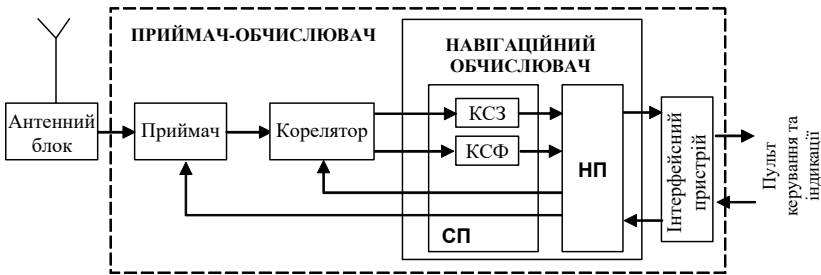 ПРИЙМАЧ-ОБЧИСЛЮВАЧ
НАВІГАЦІЙНИЙ
ОБЧИСЛЮВАЧ
Антенний
блок
Приймач
Корелятор
КСЗ
КСФ
СП
НП
Інтерфейсний
пристрій
Пульт
керування та
індикації